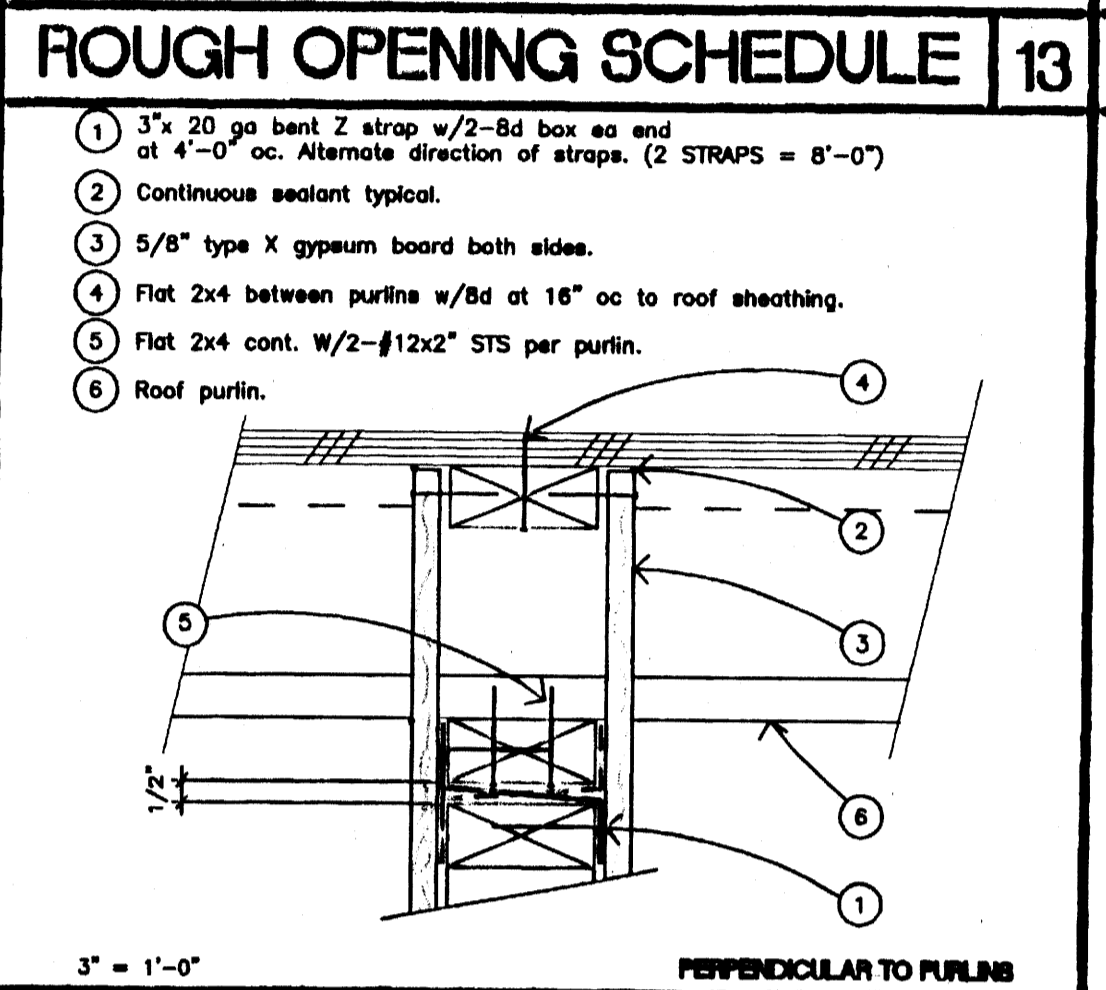 ROUGH OPENING SCHEDULE 13
1 3"x 20 ga bent Z strap w/2-8d box ea end
at 4'-0" oc. Alternate direction of straps. (2 STRAPS = 8'-0")
2 Continuous sealant typical.
3 5/8" type X gypsum board both sides.
4 Flat 2x4 between purlins w/8d at 16" oc to roof sheathing.
5 Flat 2x4 cont. W/2-#12x2" STS per purlin.
6 Roof purlin.
4
2
5
3
1/2"
6
1
3" = 1'-0" PERPENDICULAR TO PURLINS